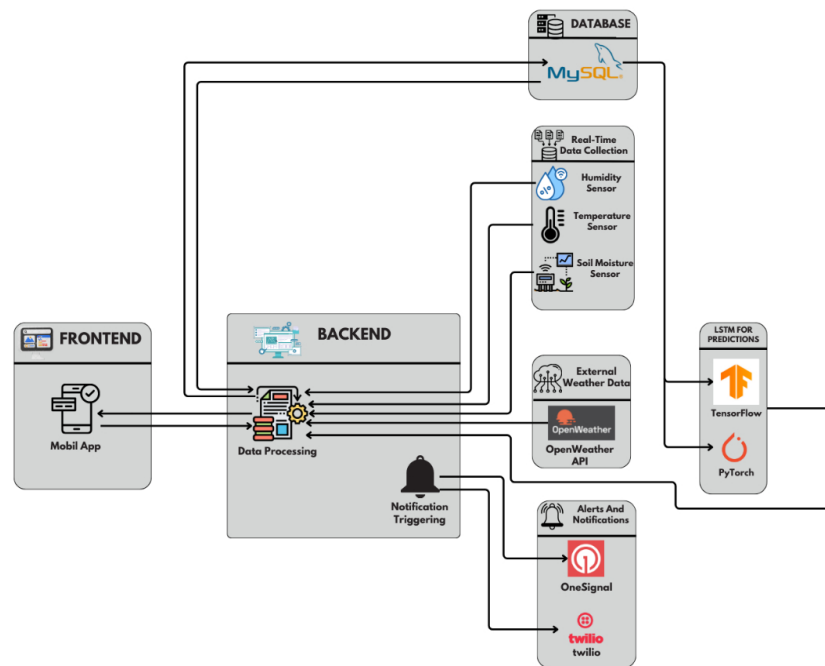 DATABASE
MySQL
Real-Time
Data Collection
Humidity
Sensor
Temperature
Sensor
Soil Moisture
Sensor
FRONTEND
Mobil App
BACKEND
Data Processing
Notification
Triggering
External
Weather Data
OpenWeather
OpenWeather
API
LSTM FOR
PREDICTIONS
TensorFlow
PyTorch
Alerts And
Notifications
OneSignal
twilio
twilio